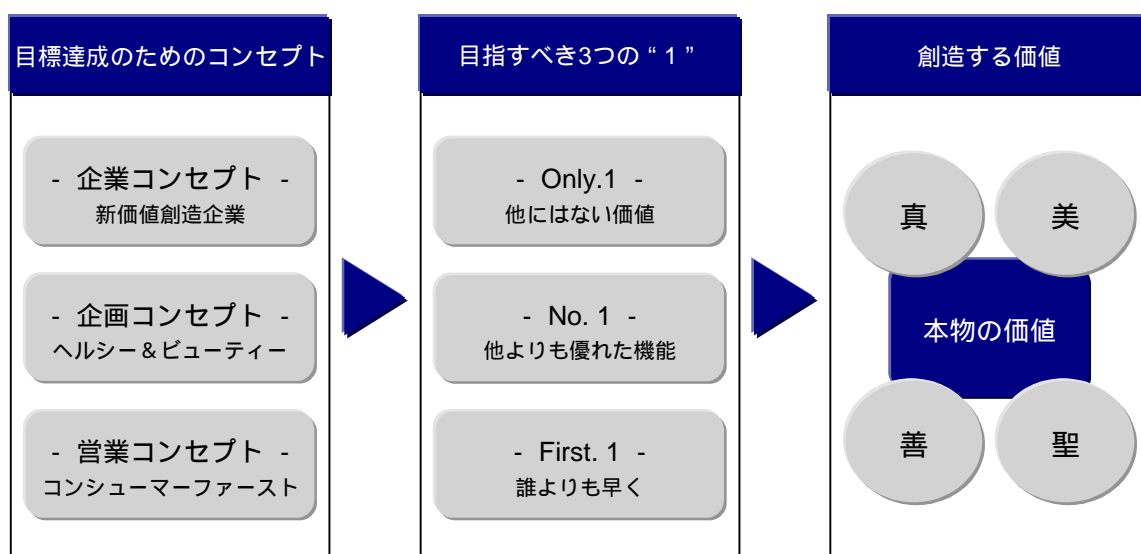 目標達成のためのコンセプト
- 企業コンセプト -
新価値創造企業
- 企画コンセプト -
ヘルシー＆ビューティー
- 営業コンセプト -
コンシューマーファースト
目指すべき3つの“1”
- Only.1 -
他にはない価値
- No. 1 -
他よりも優れた機能
- First. 1 -
誰よりも早く
創造する価値
真
美
本物の価値
善
聖